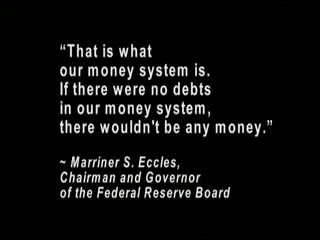 “That is what
our money system is.
If there were no debts
in our money system,
there wouldn't be any money.”
~ Marriner S. Eccles,
Chairman and Governor
of the Federal Reserve Board